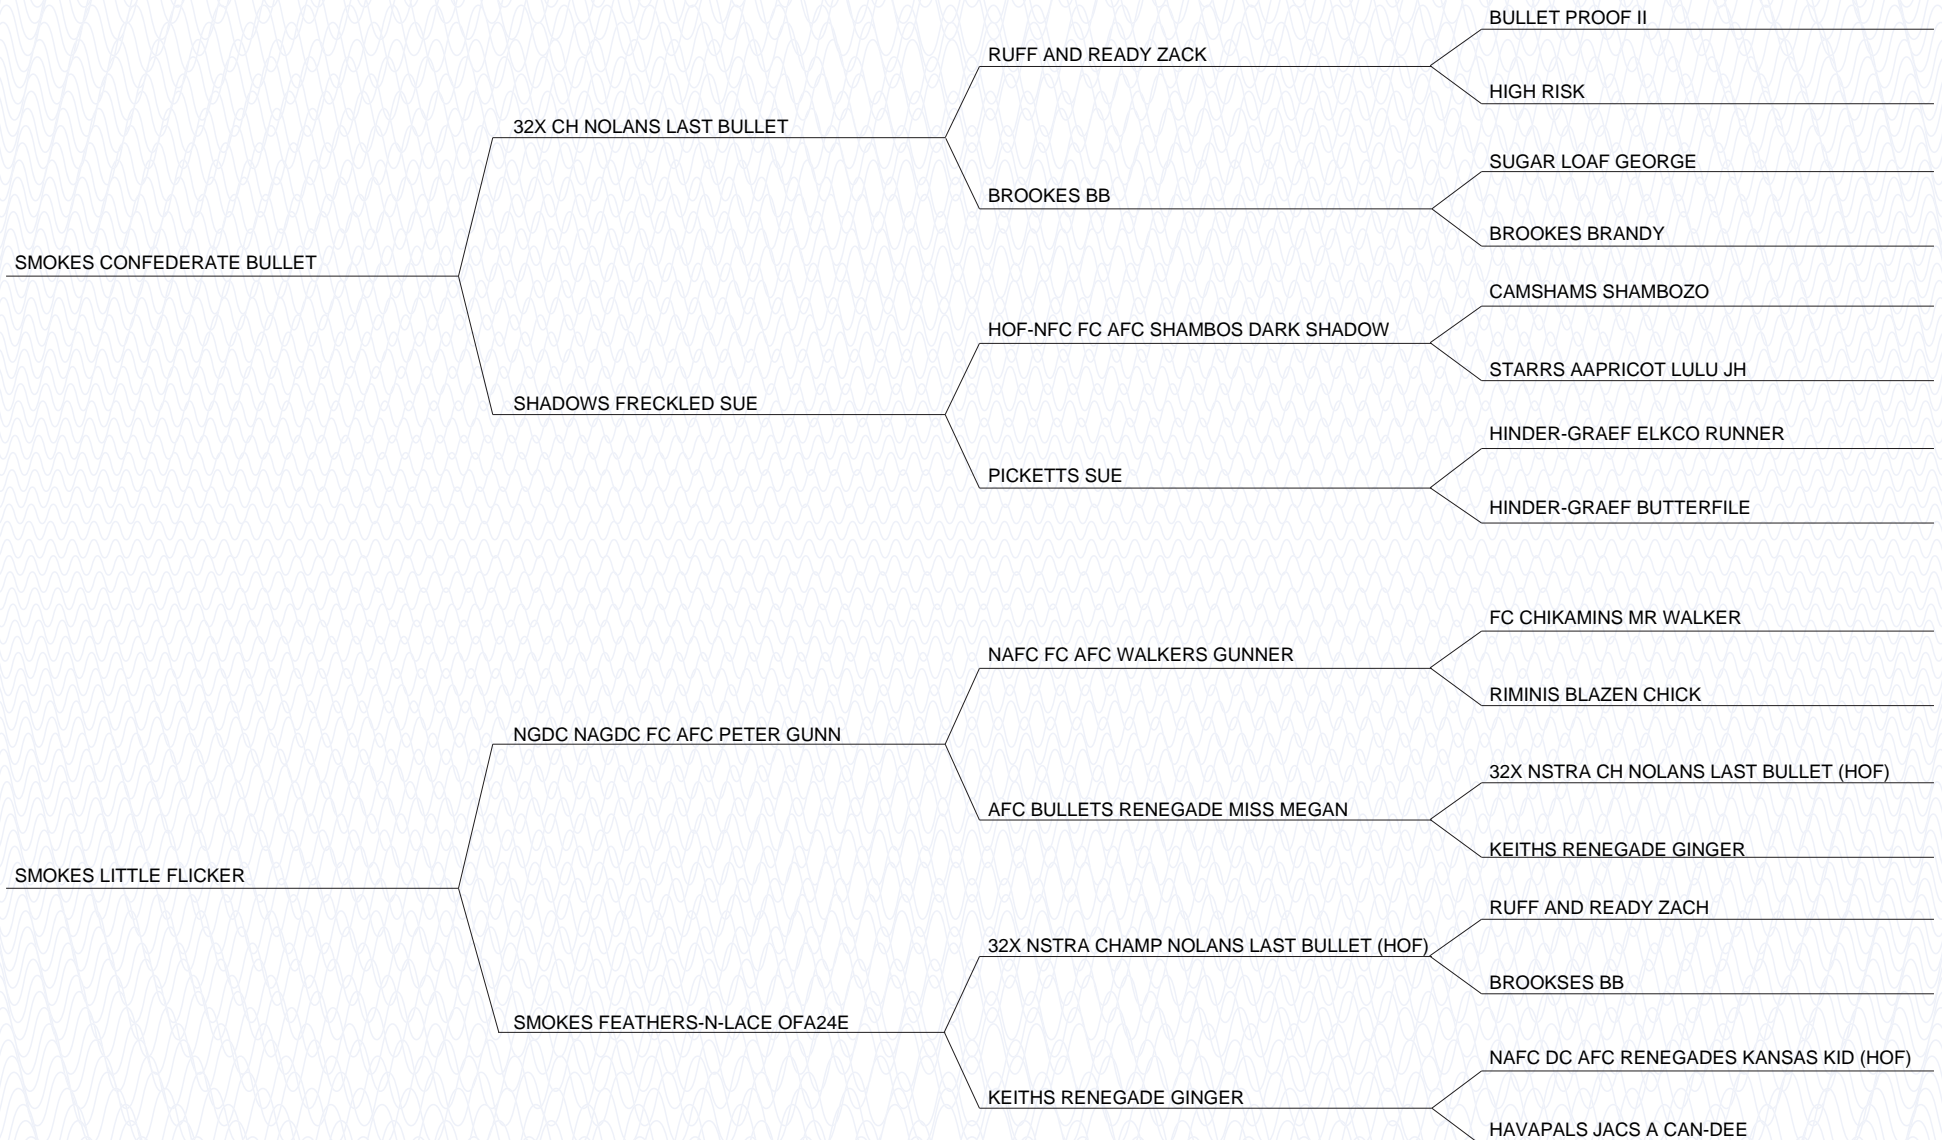 BULLET PROOF II
RUFF AND READY ZACK
HIGH RISK
32X CH NOLANS LAST BULLET
SUGAR LOAF GEORGE
BROOKES BB
BROOKES BRANDY
SMOKES CONFEDERATE BULLET
CAMSHAMS SHAMBOZO
HOF-NFC FC AFC SHAMBOS DARK SHADOW
STARRS AAPRICOT LULU JH
SHADOWS FRECKLED SUE
HINDER-GRAEF ELKCO RUNNER
PICKETTS SUE
HINDER-GRAEF BUTTERFILE
FC CHIKAMINS MR WALKER
NAFC FC AFC WALKERS GUNNER
RIMINIS BLAZEN CHICK
NGDC NAGDC FC AFC PETER GUNN
32X NSTRA CH NOLANS LAST BULLET (HOF)
AFC BULLETS RENEGADE MISS MEGAN
KEITHS RENEGADE GINGER
SMOKES LITTLE FLICKER
RUFF AND READY ZACH
32X NSTRA CHAMP NOLANS LAST BULLET (HOF)
BROOKSES BB
SMOKES FEATHERS-N-LACE OFA24E
NAFC DC AFC RENEGADES KANSAS KID (HOF)
KEITHS RENEGADE GINGER
HAVAPALS JACS A CAN-DEE